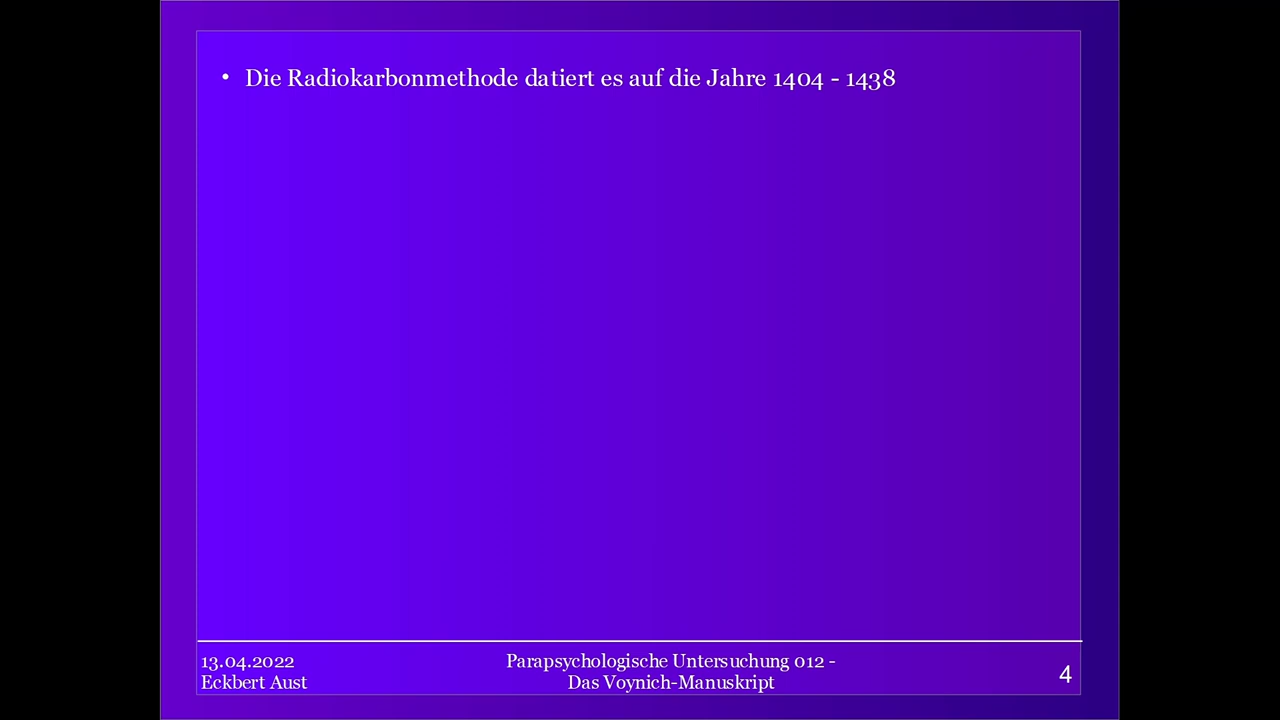 • Die Radiokarbonmethode datiert es auf die Jahre 1404 - 1438
13.04.2022
Eckbert Aust
Parapsychologische Untersuchung 012 -
Das Voynich-Manuskript
4